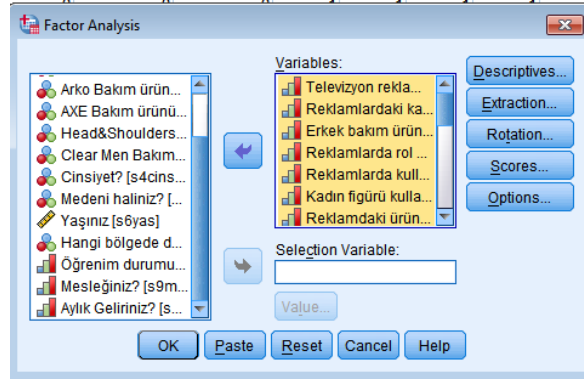 Factor Analysis
Arko Bakım ürün...
AXE Bakım ürünü...
Head&Shoulders...
Clear Men Bakım...
Cinsiyet? [s4cins...
Medeni haliniz? [...
Yaşınız [s6yas]
Hangi bölgede d...
Öğrenim durumu...
Mesleğiniz? [s9m...
Aylık Geliriniz? [s...
Variables:
Televizyon rekla...
Reklamlardaki ka...
Erkek bakım ürün...
Reklamlarda rol ...
Reklamlarda kull...
Kadın figürü kulla...
Reklamdaki ürün...
Selection Variable:
Value...
Descriptives...
Extraction...
Rotation...
Scores...
Options...
OK Paste Reset Cancel Help